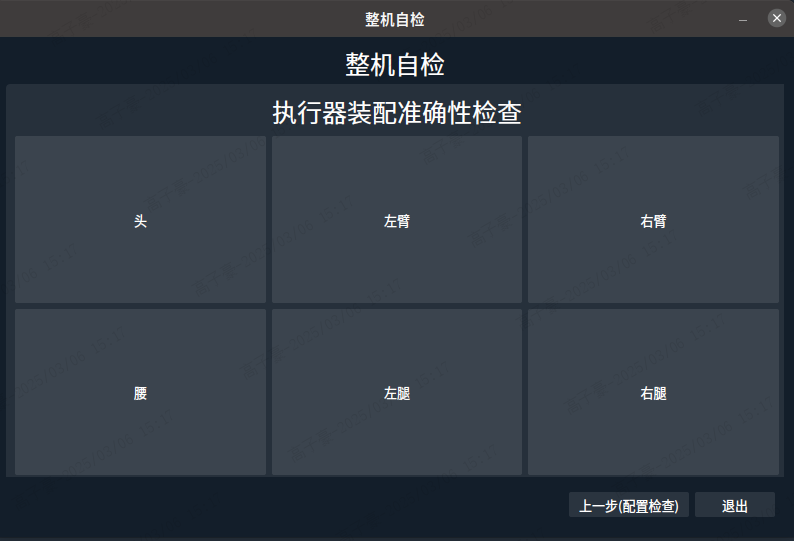 整机自检
整机自检
执行器装配准确性检查
头
左臂
右臂
腰
左腿
右腿
上一步(配置检查)
退出